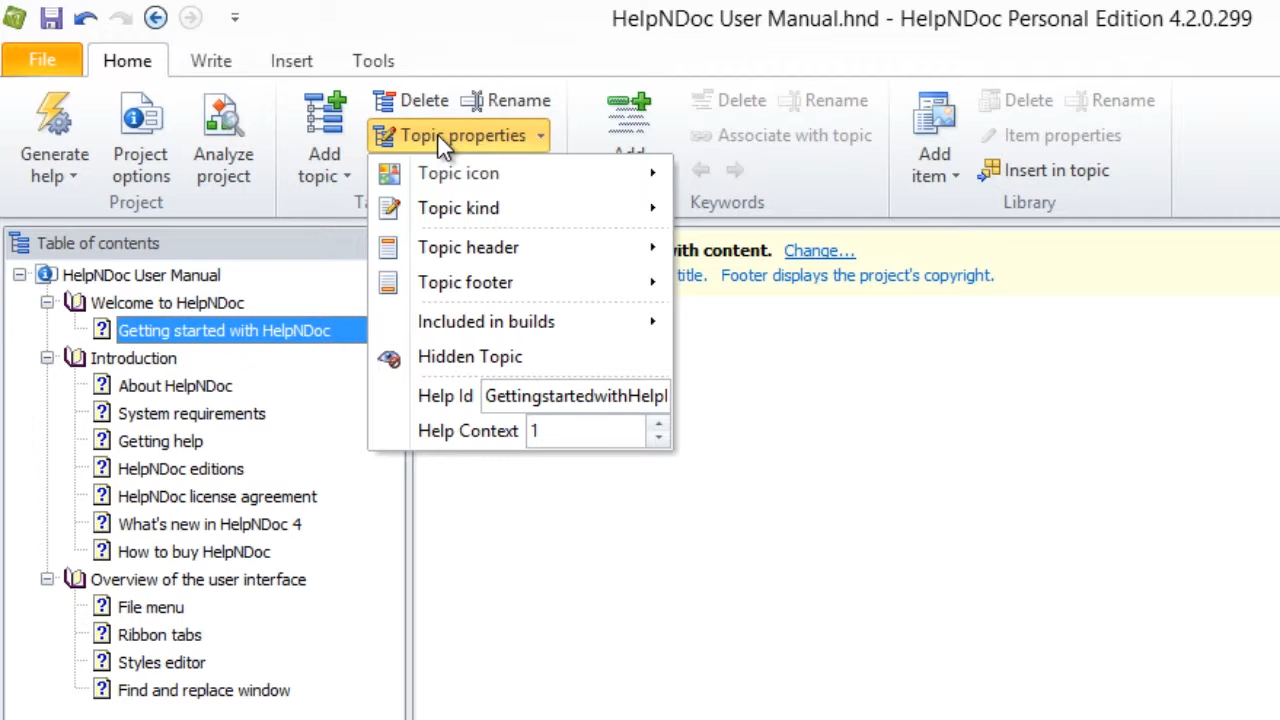 HelpNDoc User Manual.hnd - HelpNDoc Personal Edition 4.2.0.299
File Home Write Insert Tools
Generate help
Project options
Analyze project
Project
Add topic
Delete Rename
Topic properties
Add
Delete Rename
Associate with topic
Keywords
Add item
Delete Rename
Item properties
Insert in topic
Library
Topic icon
Topic kind
Topic header
Topic footer
Included in builds
Hidden Topic
Help Id GettingstartedwithHelp
Help Context 1
Table of contents
HelpNDoc User Manual
Welcome to HelpNDoc
Getting started with HelpNDoc
Introduction
About HelpNDoc
System requirements
Getting help
HelpNDoc editions
HelpNDoc license agreement
What's new in HelpNDoc 4
How to buy HelpNDoc
Overview of the user interface
File menu
Ribbon tabs
Styles editor
Find and replace window
with content. Change...
title. Footer displays the project's copyright.